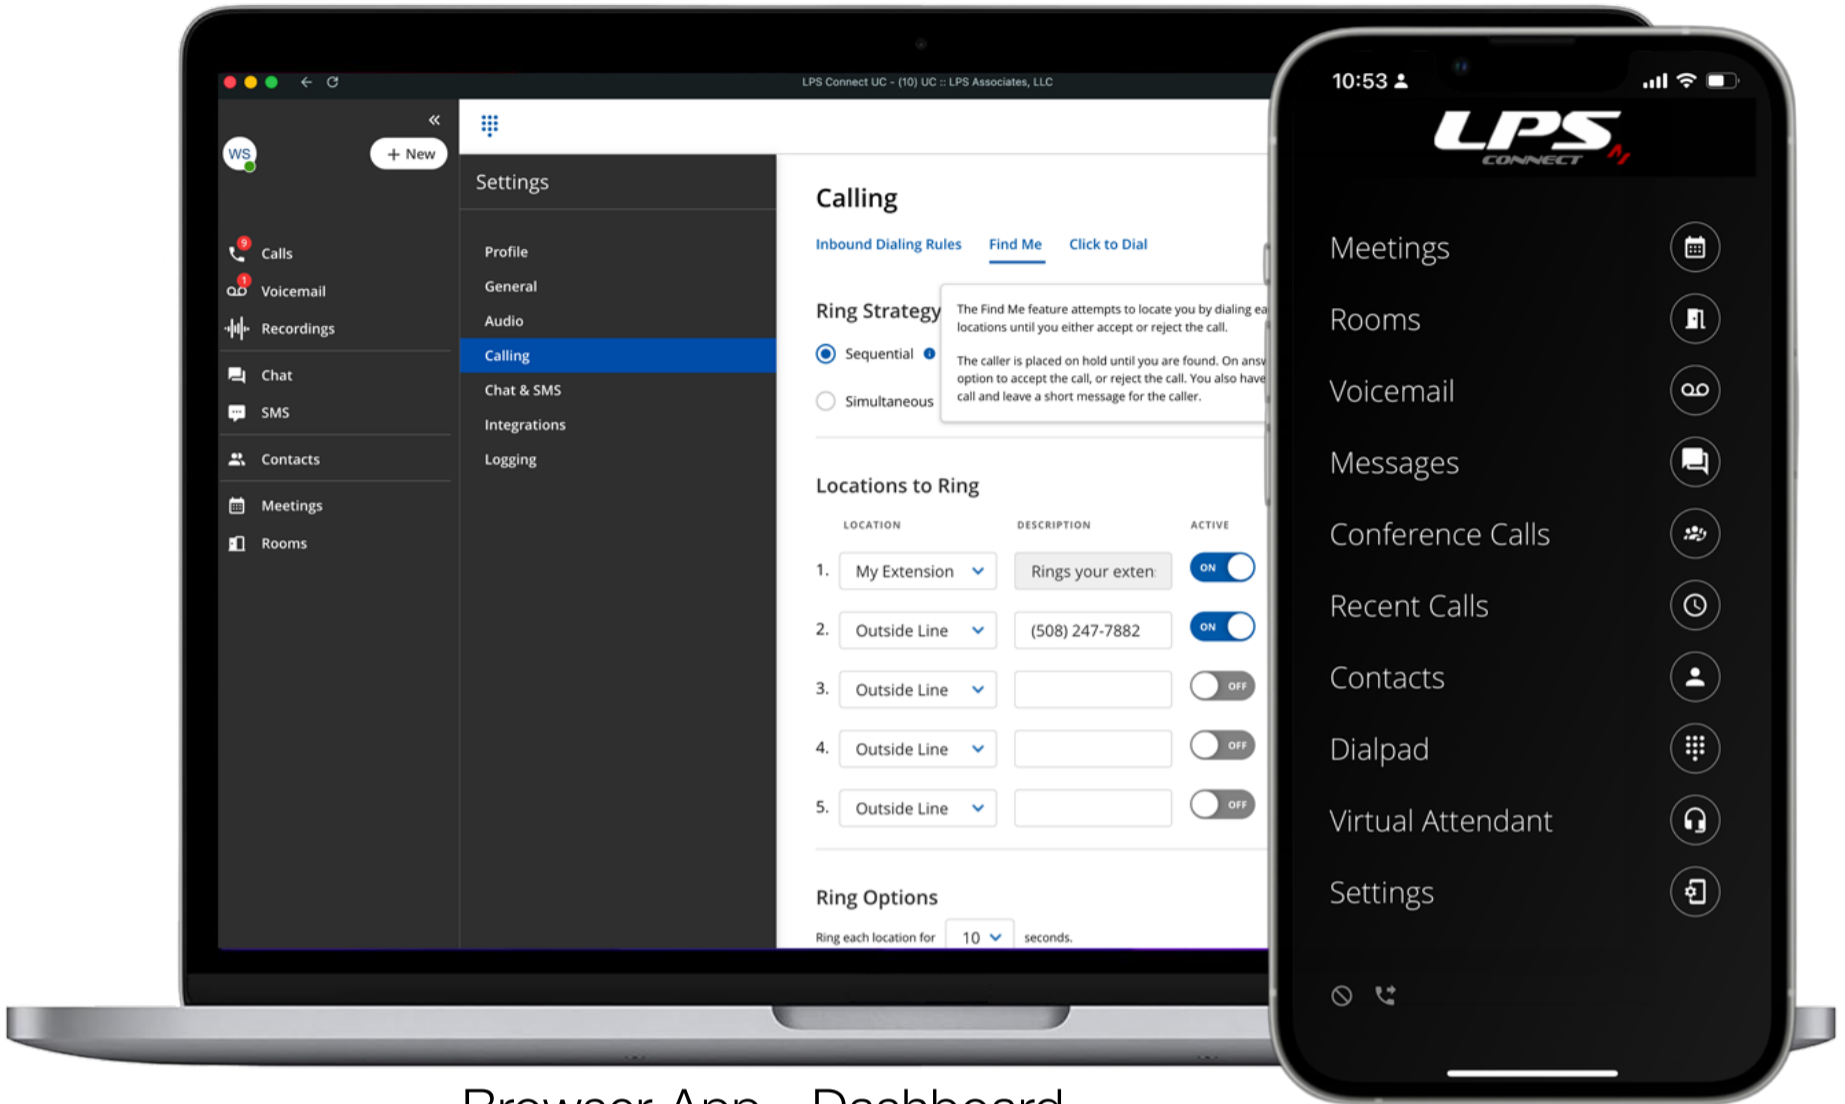 LPS Connect UC - (10) UC :: LPS Associates, LLC
WS
+ New
9
Calls
1
Voicemail
Recordings
Chat
SMS
Contacts
Meetings
Rooms
Settings
Profile
General
Audio
Calling
Chat & SMS
Integrations
Logging
Calling
Inbound Dialing Rules Find Me Click to Dial
Ring Strategy
Sequential
Simultaneous
The Find Me feature attempts to locate you by dialing ea
locations until you either accept or reject the call.
The caller is placed on hold until you are found. On answ
option to accept the call, or reject the call. You also have
call and leave a short message for the caller.
Locations to Ring
LOCATION DESCRIPTION ACTIVE
1. My Extension Rings your exten ON
2. Outside Line (508) 247-7882 ON
3. Outside Line OFF
4. Outside Line OFF
5. Outside Line OFF
Ring Options
Ring each location for 10 seconds.
10:53
LPS
CONNECT
Meetings
Rooms
Voicemail
Messages
Conference Calls
Recent Calls
Contacts
Dialpad
Virtual Attendant
Settings
Browser App - Dashboard